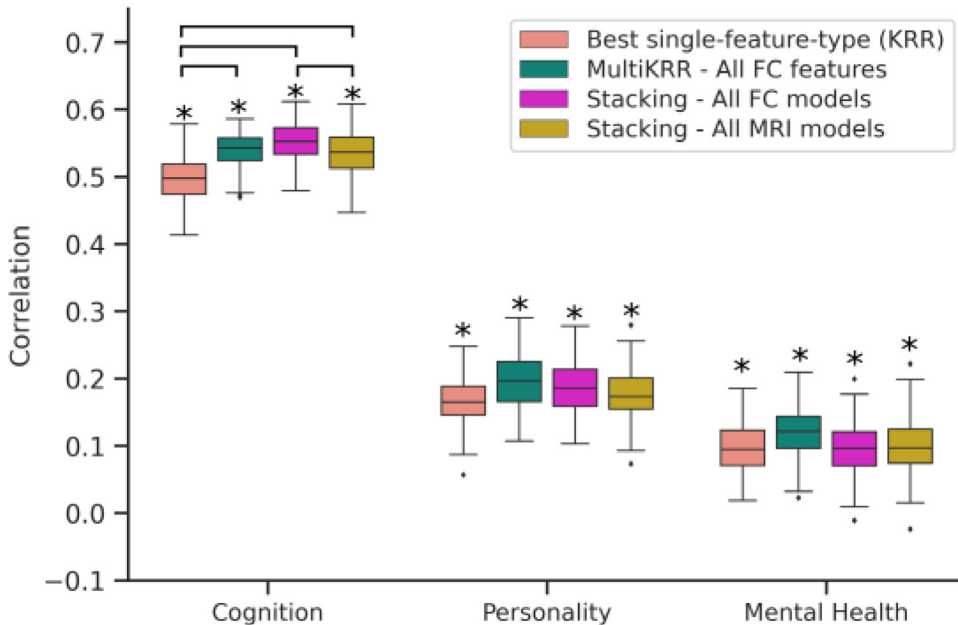 Best single-feature-type (KRR)
MultiKRR - All FC features
Stacking - All FC models
Stacking - All MRI models
Correlation
0.7
0.6
0.5
0.4
0.3
0.2
0.1
0.0
−0.1
* * * *
* * * *
* * * *
Cognition Personality Mental Health